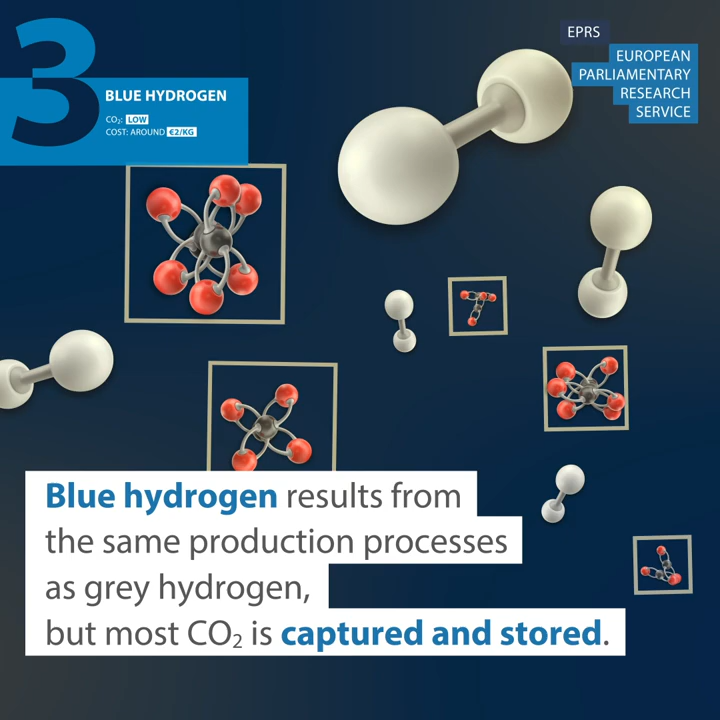 3
BLUE HYDROGEN
CO₂: LOW
COST: AROUND €2/KG
EPRS
EUROPEAN
PARLIAMENTARY
RESEARCH
SERVICE
Blue hydrogen results from
the same production processes
as grey hydrogen,
but most CO₂ is captured and stored.